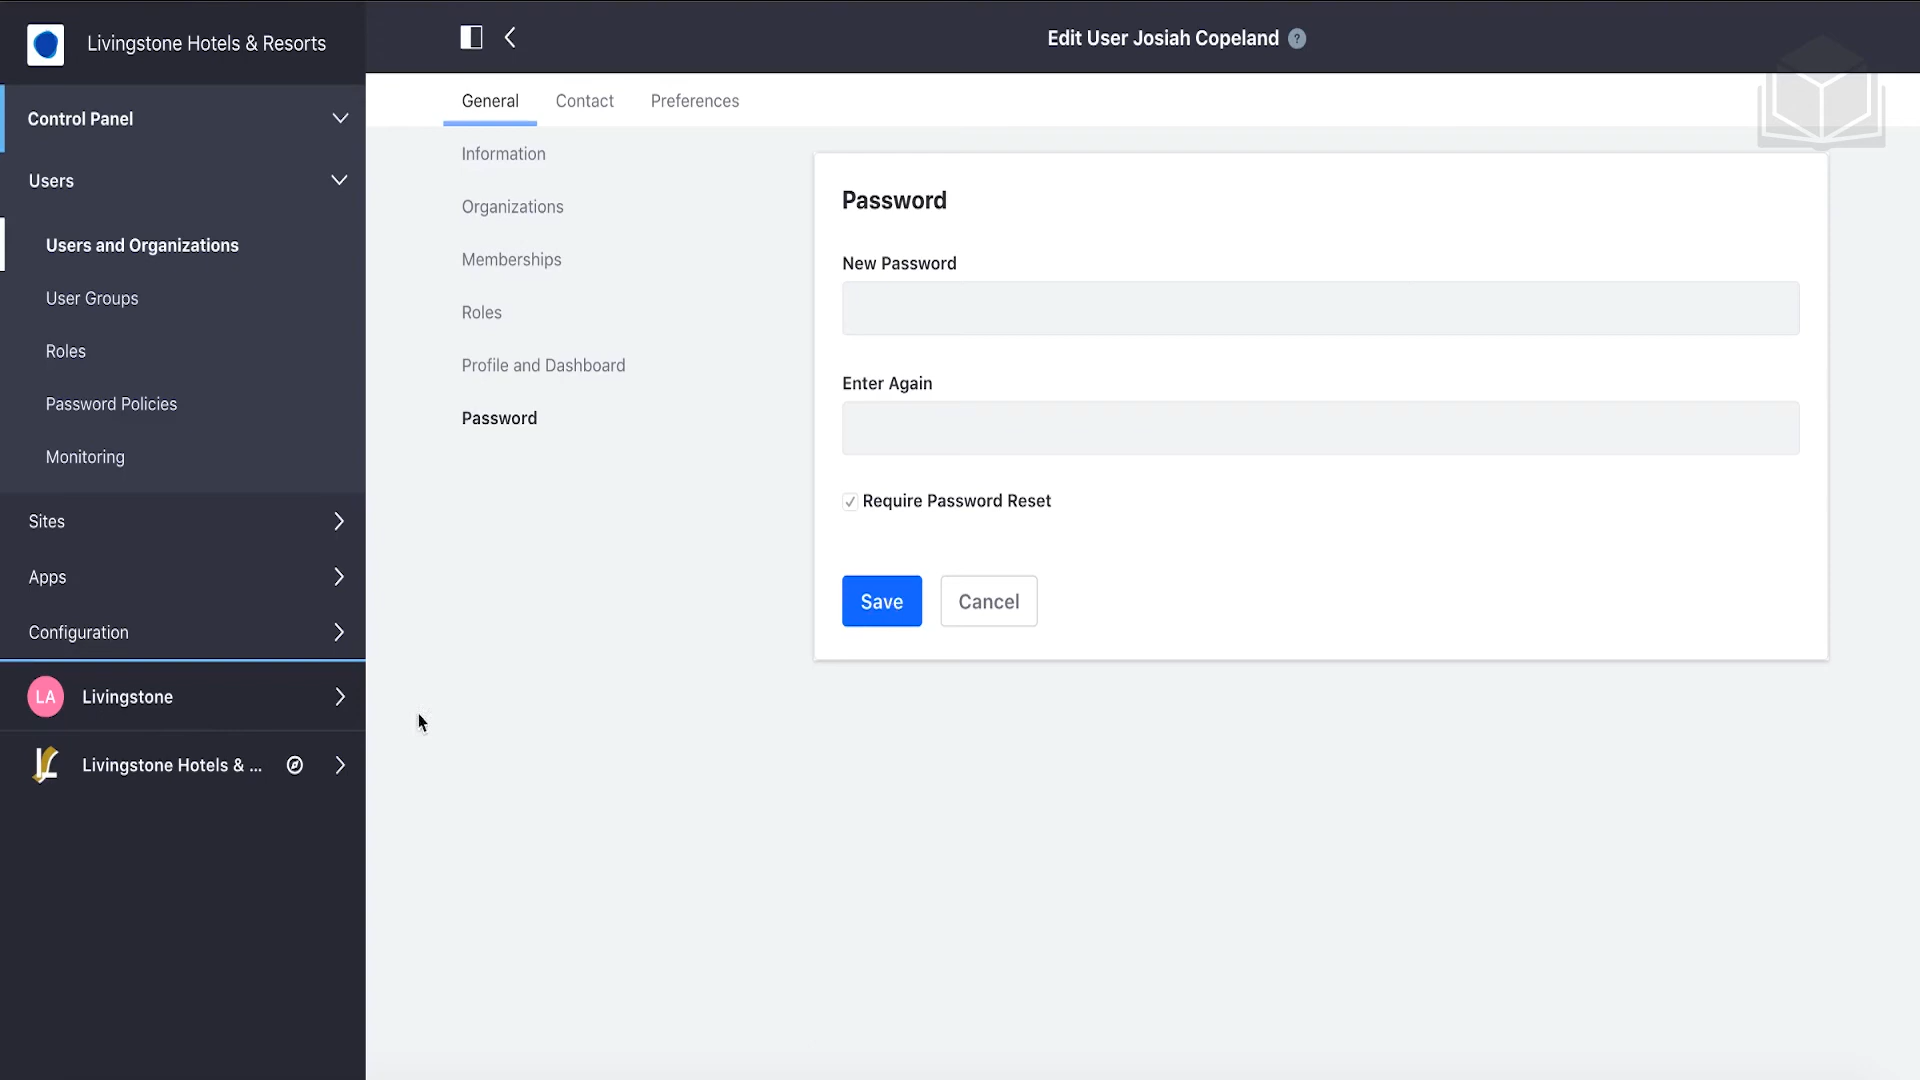 Livingstone Hotels & Resorts
Edit User Josiah Copeland ?
Control Panel
Users
Users and Organizations
User Groups
Roles
Password Policies
Monitoring
Sites
Apps
Configuration
LA Livingstone
Livingstone Hotels & ...
General Contact Preferences
Information
Organizations
Memberships
Roles
Profile and Dashboard
Password
Password
New Password
Enter Again
Require Password Reset
Save Cancel